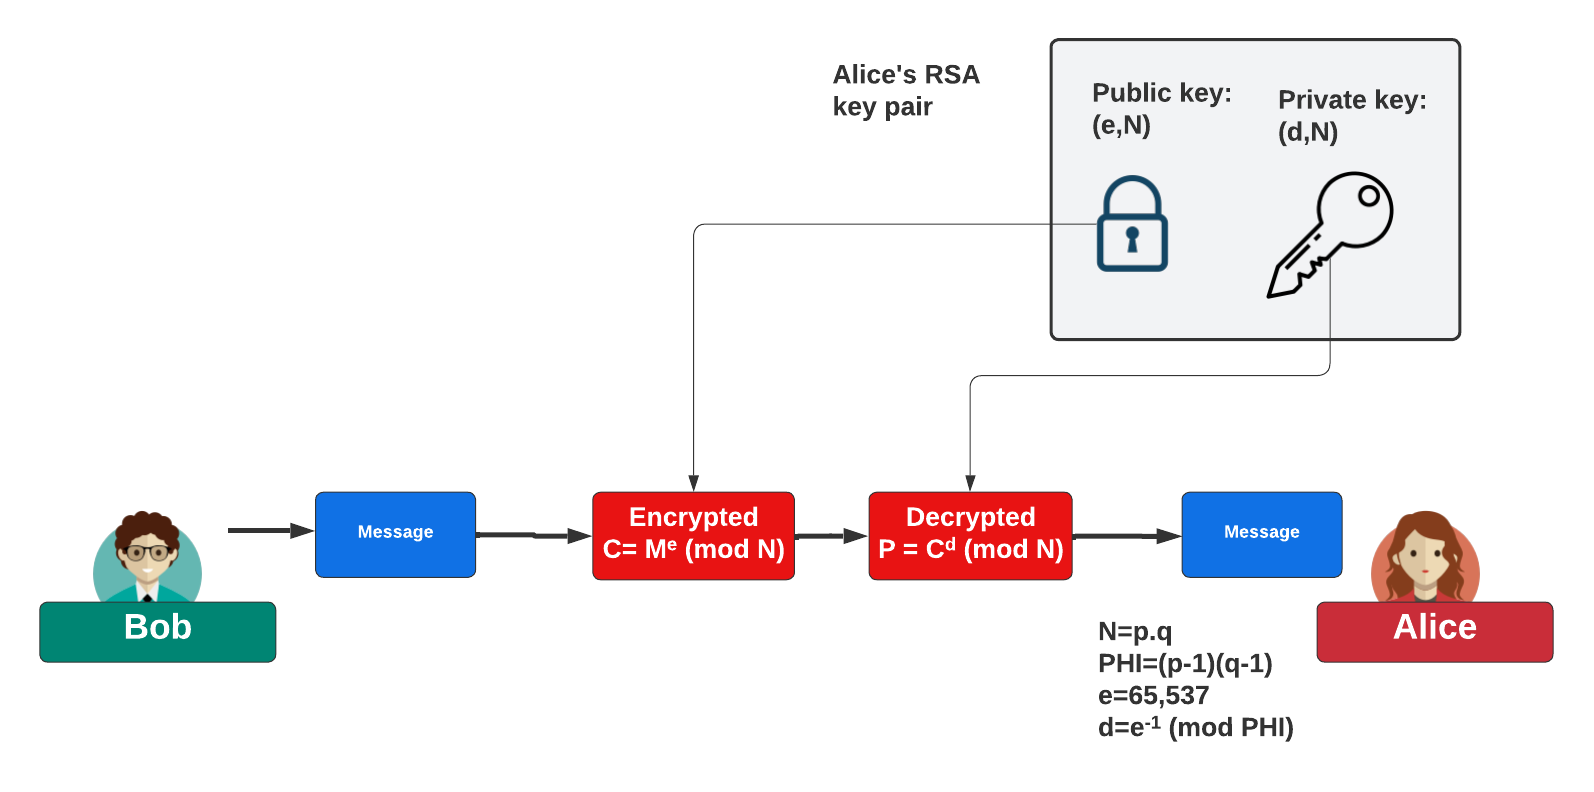 Alice's RSA
key pair
Public key:
(e,N)
Private key:
(d,N)
Message
Encrypted
C= Mᵉ (mod N)
Decrypted
P = Cᵈ (mod N)
Message
Bob
Alice
N=p.q
PHI=(p-1)(q-1)
e=65,537
d=e⁻¹ (mod PHI)